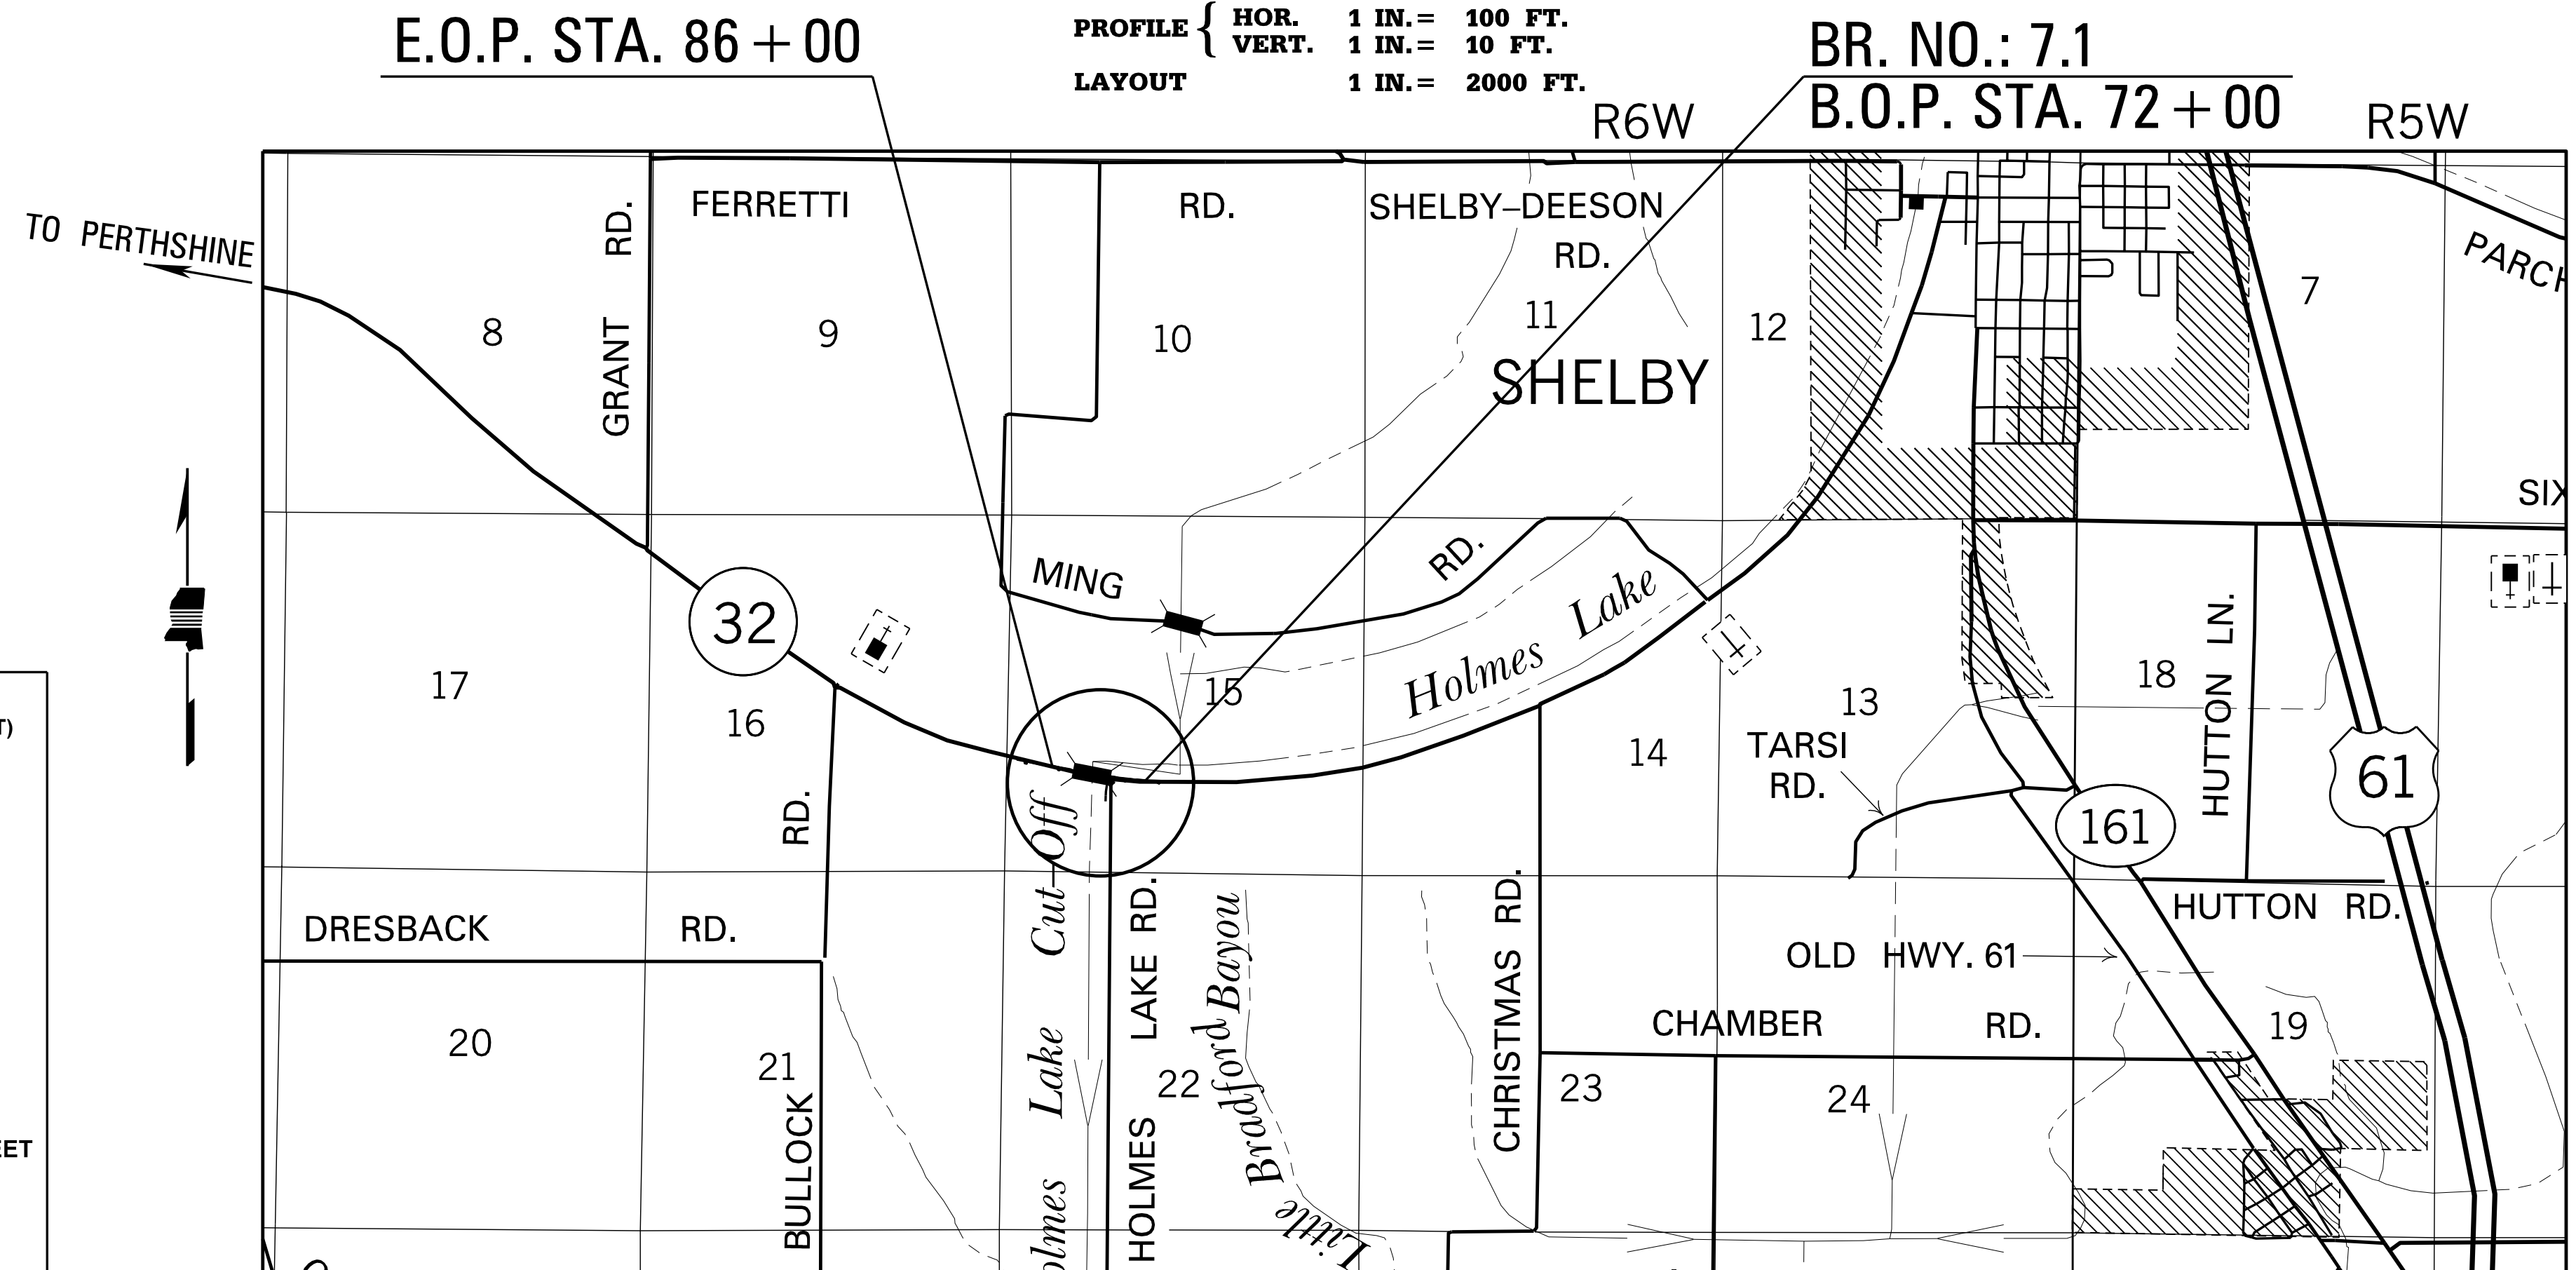 E.O.P. STA. 86+00
PROFILE { HOR. 1 IN.= 100 FT.
VERT. 1 IN.= 10 FT.
LAYOUT 1 IN.= 2000 FT.
BR. NO.: 7.1
B.O.P. STA. 72+00
R6W
R5W
TO PERTHSHINE
GRANT RD.
FERRETTI RD.
SHELBY–DEESON
RD.
PARCH
8
9
10
11
12
7
SHELBY
SIX
MING RD.
32
Holmes Lake
17
16
15
14
13
18
HUTTON LN.
TARSI
RD.
61
161
HUTTON RD.
DRESBACK RD.
BULLOCK RD.
olmes Lake Cut–Off
HOLMES LAKE RD.
Little Bradford Bayou
CHRISTMAS RD.
OLD HWY. 61
CHAMBER RD.
19
20
21
22
23
24
T)
EET